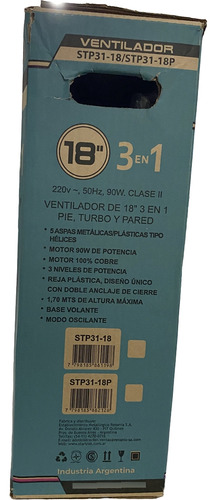 VENTILADOR
STP31-18/STP31-18P
18" 3 EN 1
220v ~, 50Hz, 90W, CLASE II
VENTILADOR DE 18" 3 EN 1
PIE, TURBO Y PARED
• 5 ASPAS METÁLICAS/PLÁSTICAS TIPO
HÉLICES
• MOTOR 90W DE POTENCIA
• MOTOR 100% COBRE
• 3 NIVELES DE POTENCIA
• REJA PLÁSTICA, DISEÑO ÚNICO
CON DOBLE ANCLAJE DE CIERRE
• 1,70 MTS DE ALTURA MÁXIMA
• BASE VOLANTE
• MODO OSCILANTE
STP31-18
STP31-18P
Industria Argentina